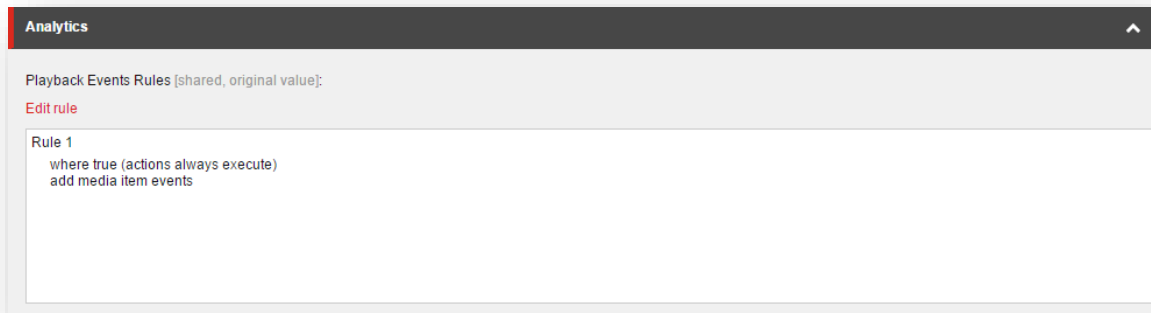 Analytics
Playback Events Rules [shared, original value]:
Edit rule
Rule 1
where true (actions always execute)
add media item events